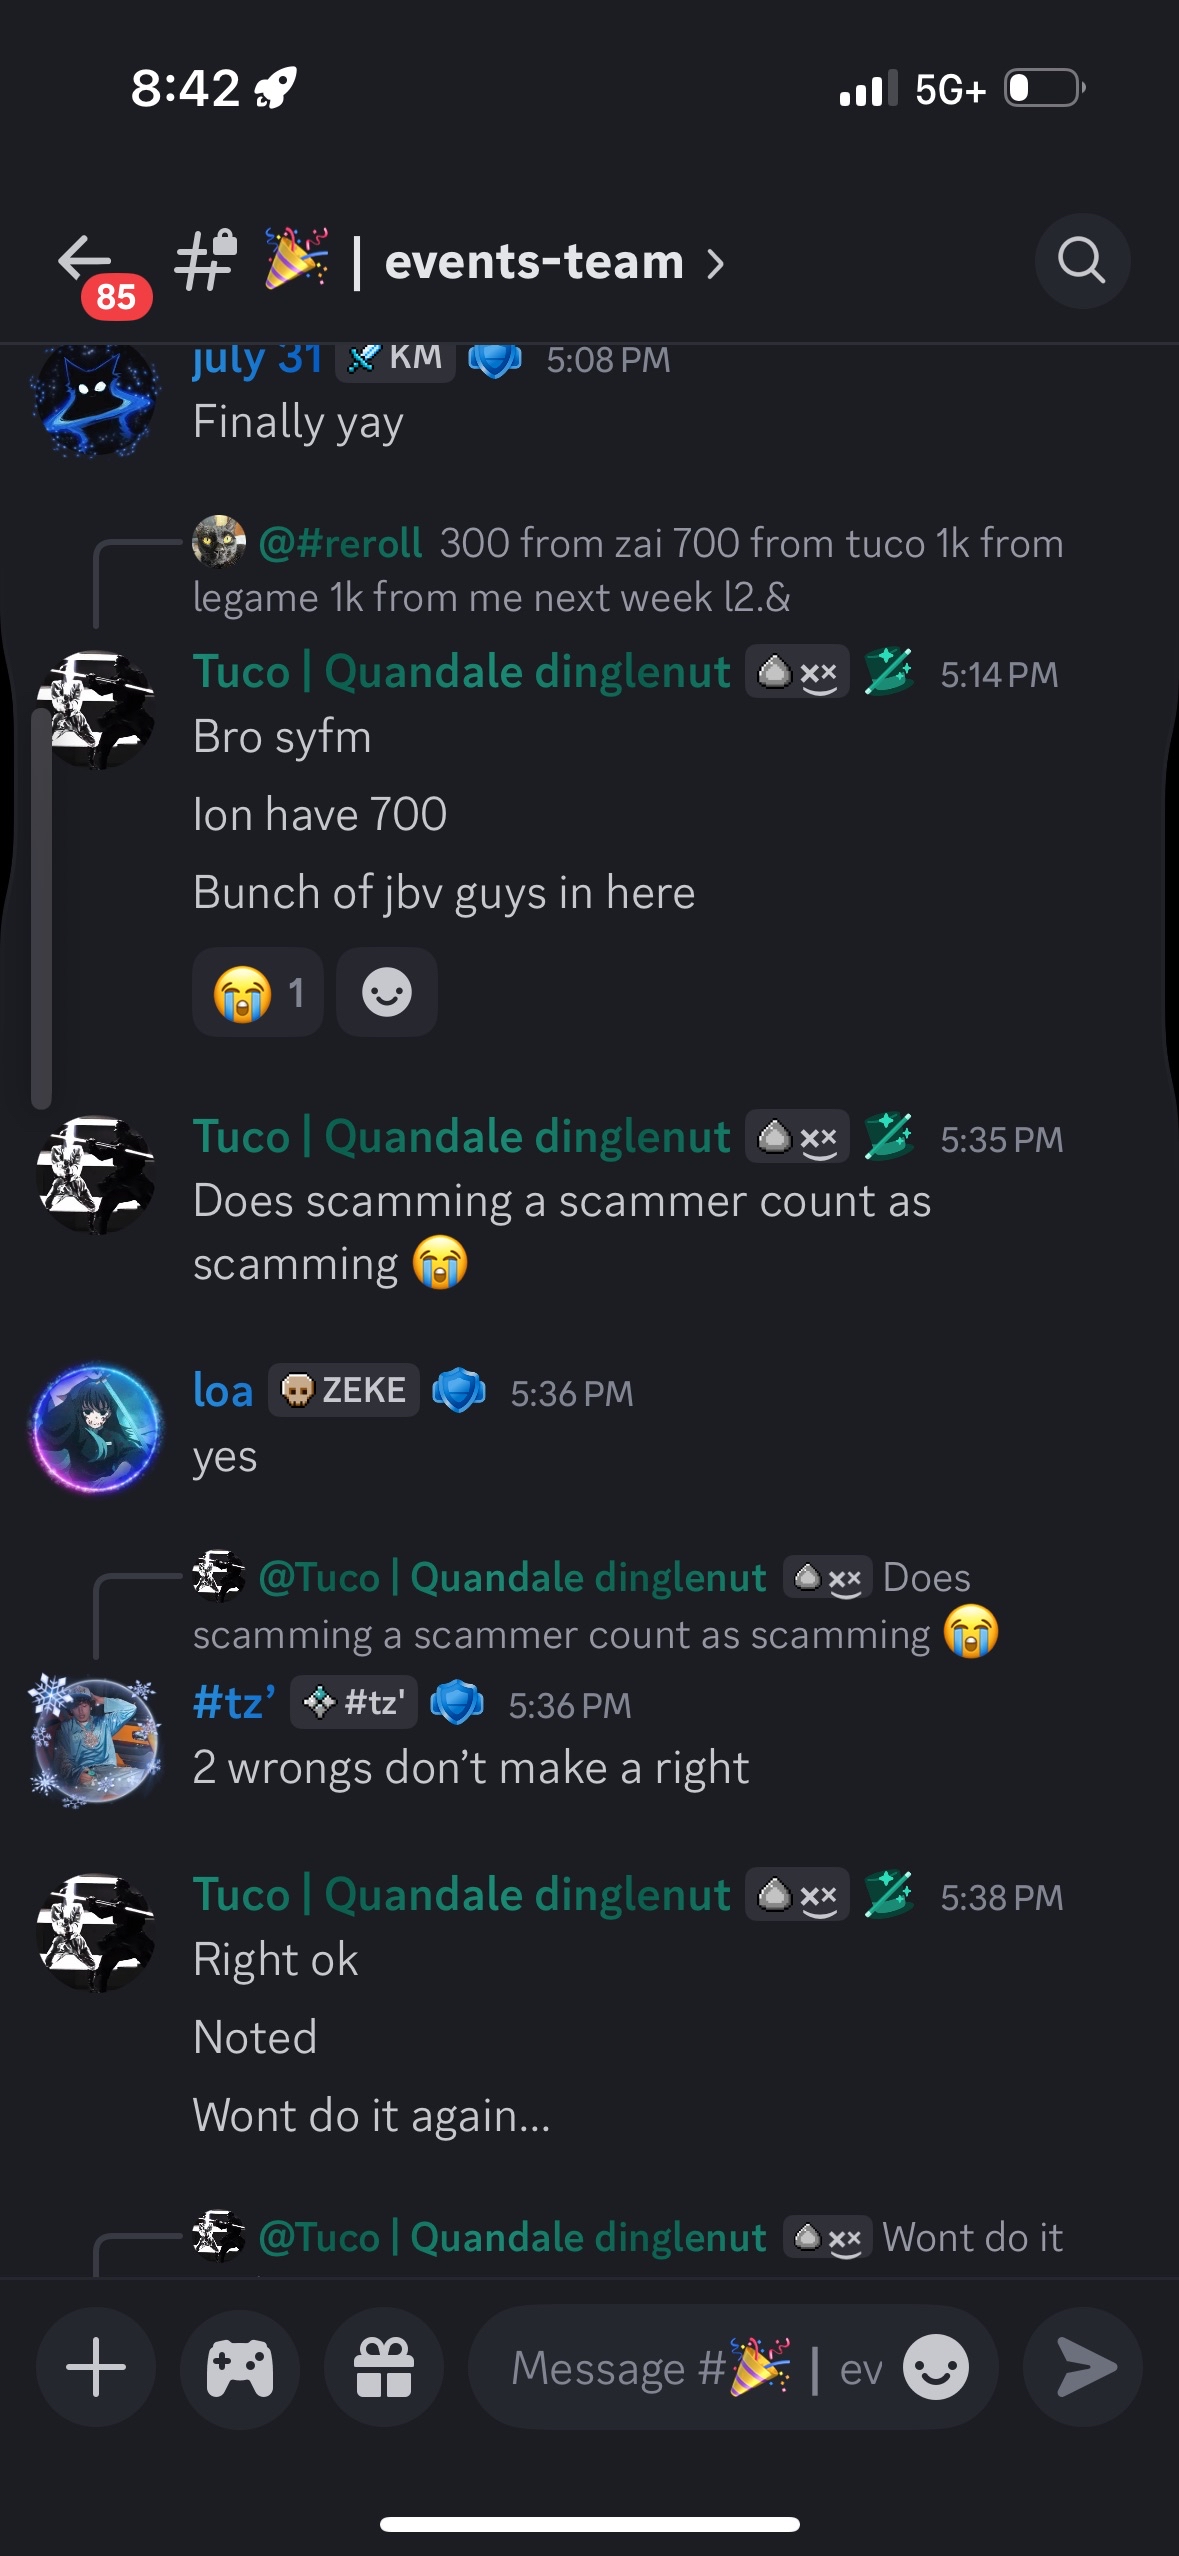 8:42
5G+
85
| events-team
july 31 KM 5:08 PM
Finally yay
@#reroll 300 from zai 700 from tuco 1k from
legame 1k from me next week l2.&
Tuco | Quandale dinglenut xx 5:14 PM
Bro syfm
Ion have 700
Bunch of jbv guys in here
1
Tuco | Quandale dinglenut xx 5:35 PM
Does scamming a scammer count as
scamming 😭
loa ZEKE 5:36 PM
yes
@Tuco | Quandale dinglenut xx Does
scamming a scammer count as scamming 😭
#tz’ #tz' 5:36 PM
2 wrongs don’t make a right
Tuco | Quandale dinglenut xx 5:38 PM
Right ok
Noted
Wont do it again...
@Tuco | Quandale dinglenut xx Wont do it
Message #🎉 | ev